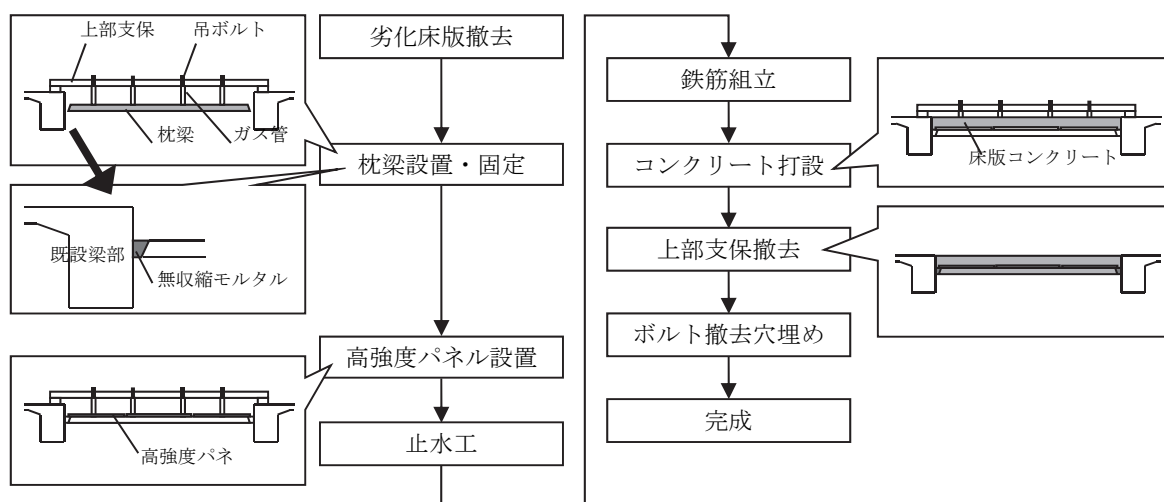 上部支保
吊ボルト
枕梁
ガス管
劣化床版撤去
枕梁設置・固定
既設梁部
無収縮モルタル
高強度パネル設置
高強度パネ
止水工
鉄筋組立
コンクリート打設
床版コンクリート
上部支保撤去
ボルト撤去穴埋め
完成